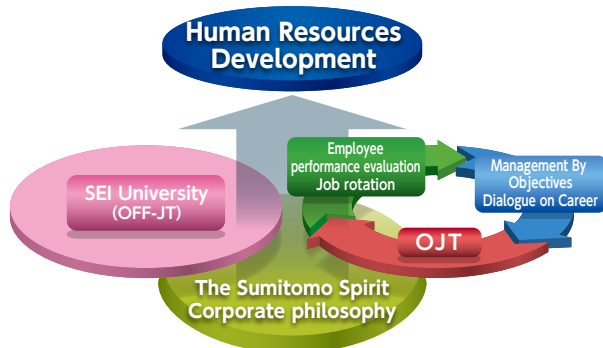 Human Resources
Development
Employee
performance evaluation
Job rotation
Management By
Objectives
Dialogue on Career
SEI University
(OFF-JT)
OJT
The Sumitomo Spirit
Corporate philosophy